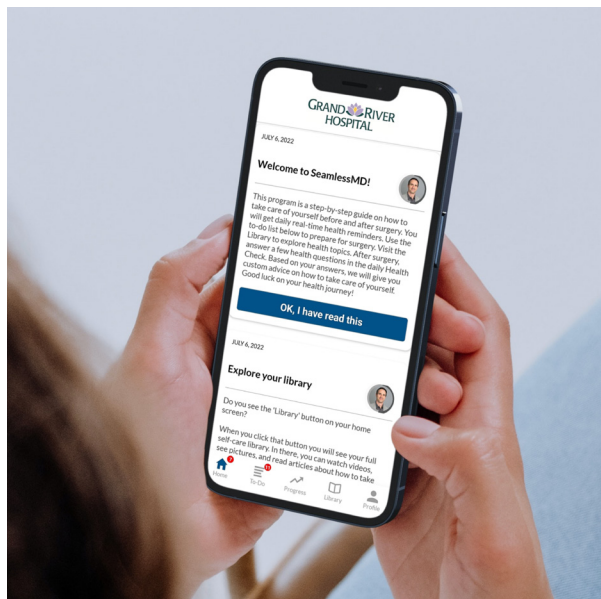 GRAND RIVER
HOSPITAL
JULY 6, 2022
Welcome to SeamlessMD!
This program is a step-by-step guide on how to
take care of yourself before and after surgery. You
will get daily real-time health reminders. Use the
to-do list below to prepare for surgery. Visit the
Library to explore health topics. After surgery,
answer a few health questions in the daily Health
Check. Based on your answers, we will give you
custom advice on how to take care of yourself.
Good luck on your health journey!
OK, I have read this
JULY 6, 2022
Explore your library
Do you see the 'Library' button on your home
screen?
When you click that button you will see your full
self-care library. In there, you can watch videos,
see pictures, and read articles about how to take
Home
To-Do
Progress
Library
Profile